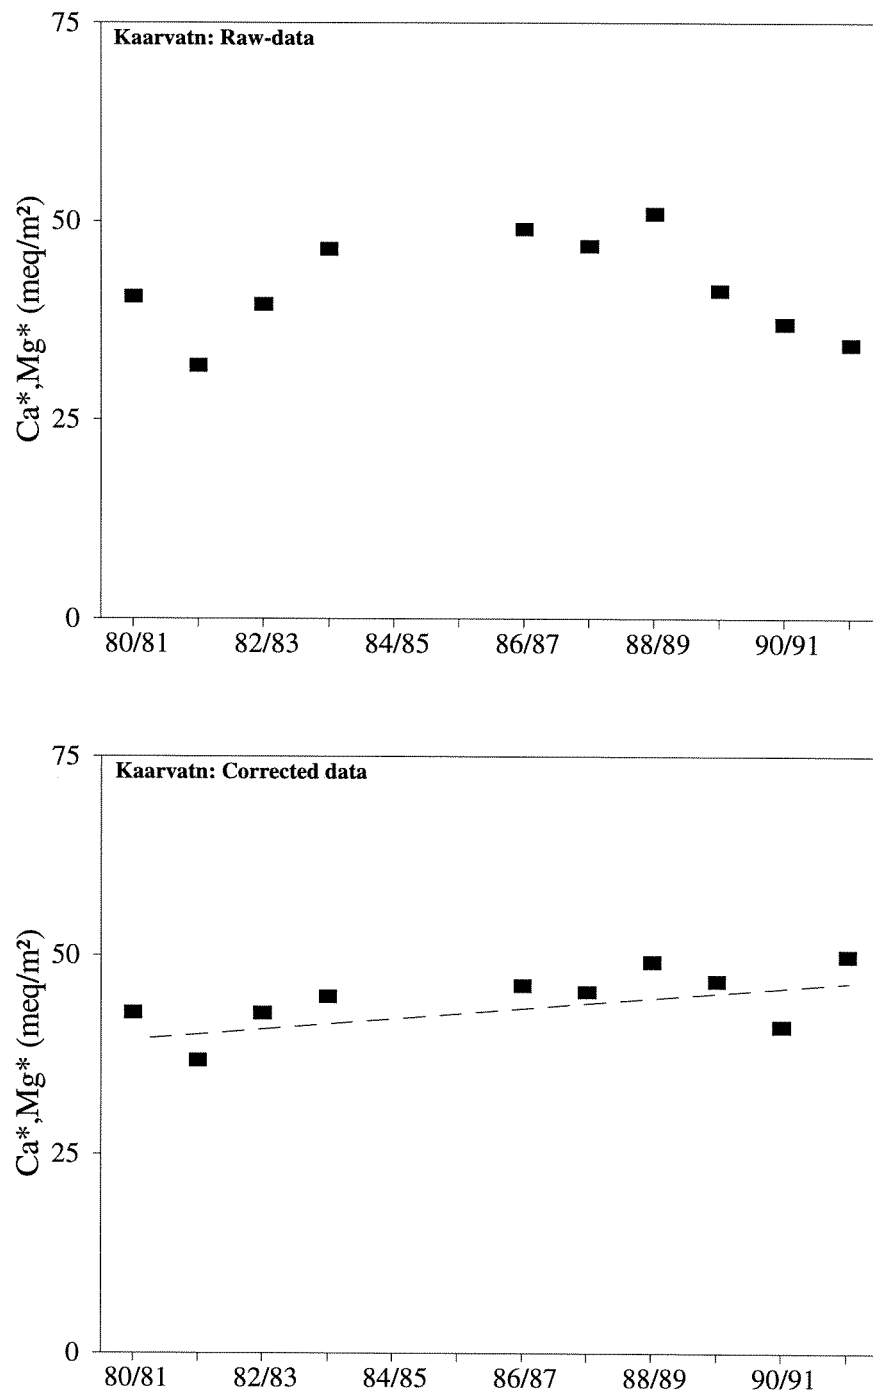 Kaarvatn: Raw-data
75
50
25
0
Ca*,Mg* (meq/m²)
80/81 82/83 84/85 86/87 88/89 90/91
Kaarvatn: Corrected data
75
50
25
0
Ca*,Mg* (meq/m²)
80/81 82/83 84/85 86/87 88/89 90/91